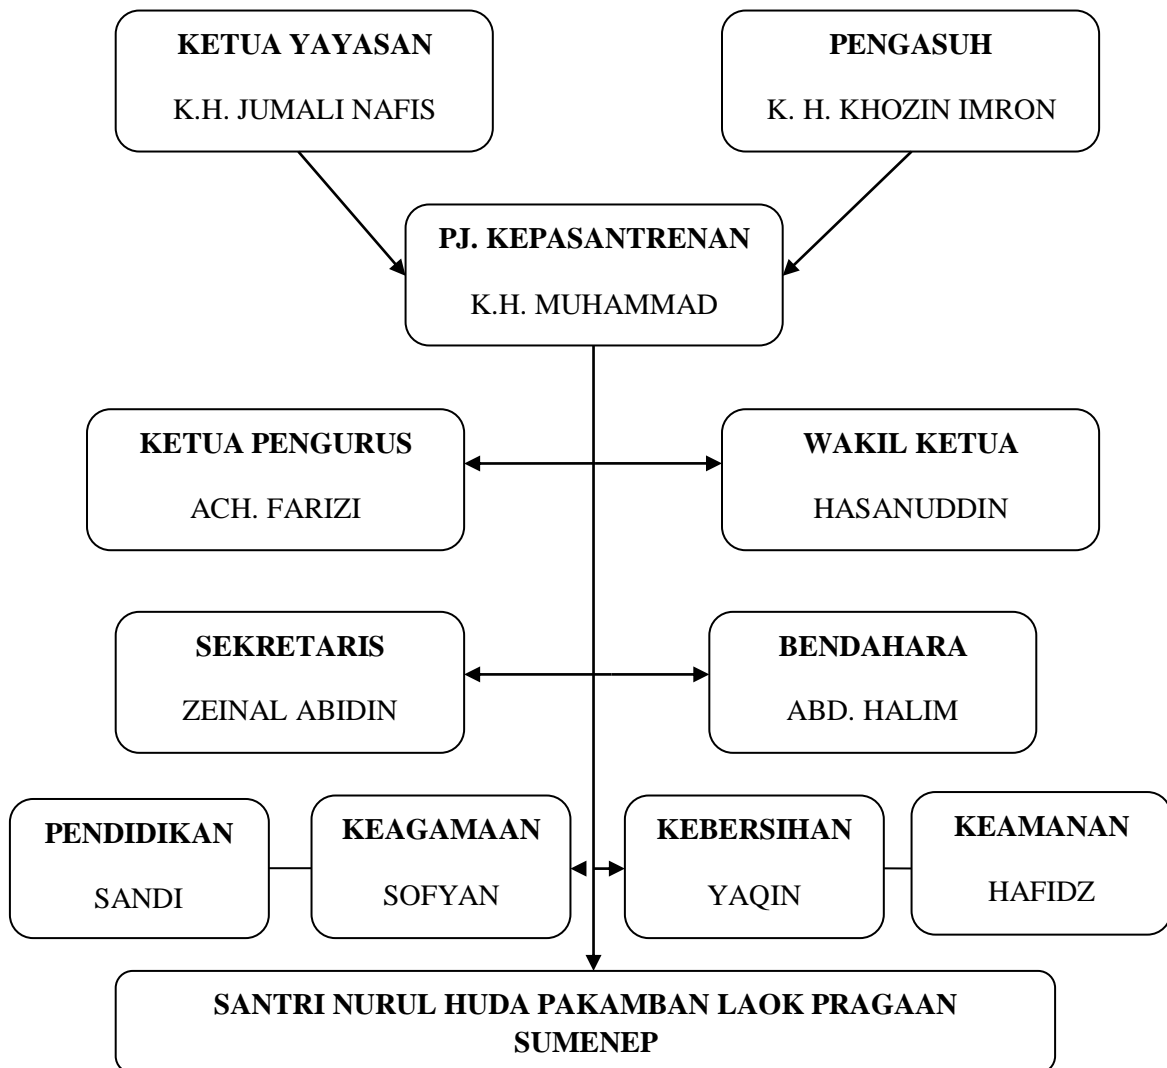 KETUA YAYASAN
K.H. JUMALI NAFIS
PENGASUH
K. H. KHOZIN IMRON
PJ. KEPASANTRENAN
K.H. MUHAMMAD
KETUA PENGURUS
ACH. FARIZI
WAKIL KETUA
HASANUDDIN
SEKRETARIS
ZEINAL ABIDIN
BENDAHARA
ABD. HALIM
PENDIDIKAN
SANDI
KEAGAMAAN
SOFYAN
KEBERSIHAN
YAQIN
KEAMANAN
HAFIDZ
SANTRI NURUL HUDA PAKAMBAN LAOK PRAGAAN
SUMENEP